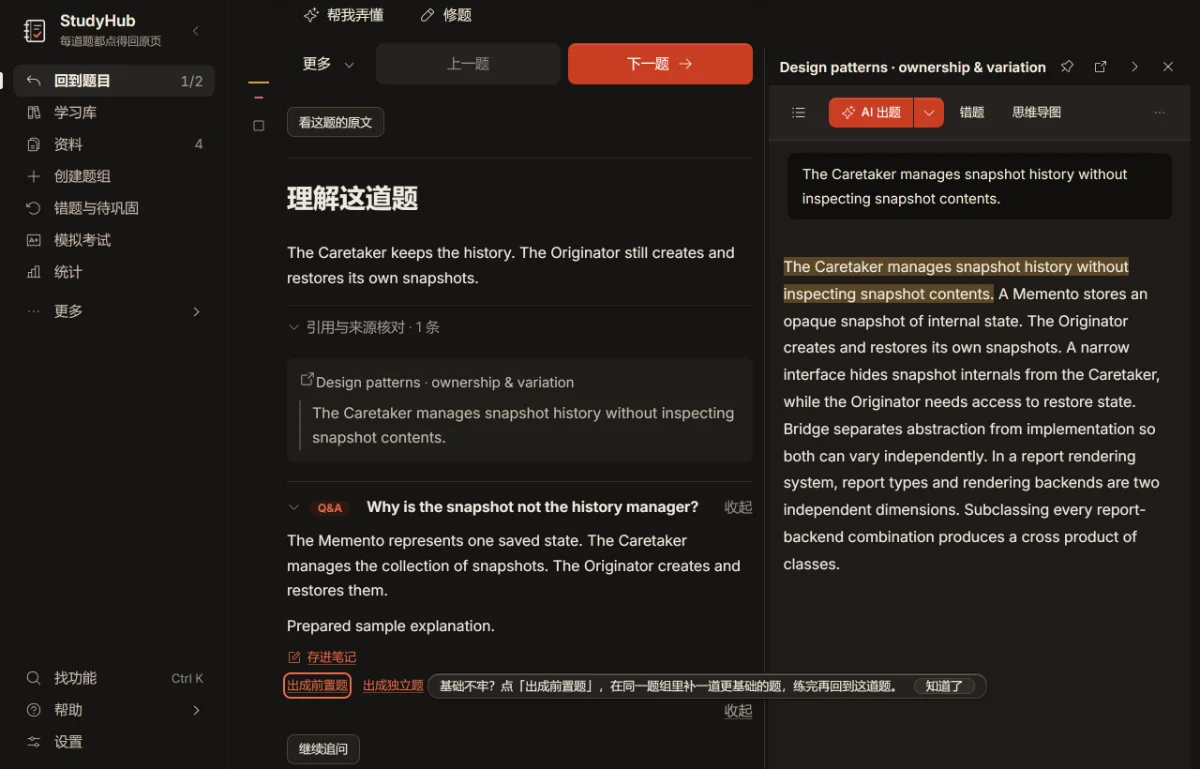 StudyHub
每道题都点得回原页
回到题目 1/2
学习库
资料 4
创建题组
错题与待巩固
模拟考试
统计
更多
找功能 Ctrl K
帮助
设置
帮我弄懂 修题
更多 上一题 下一题
看这题的原文
理解这道题
The Caretaker keeps the history. The Originator still creates and
restores its own snapshots.
引用与来源核对 · 1 条
Design patterns · ownership & variation
The Caretaker manages snapshot history without inspecting
snapshot contents.
Q&A Why is the snapshot not the history manager? 收起
The Memento represents one saved state. The Caretaker
manages the collection of snapshots. The Originator creates and
restores them.
Prepared sample explanation.
存进笔记
出成前置题 出成独立题 基础不牢？点「出成前置题」，在同一题组里补一道更基础的题，练完再回到这道题。 知道了
收起
继续追问
Design patterns · ownership & variation
AI 出题 错题 思维导图
The Caretaker manages snapshot history without
inspecting snapshot contents.
The Caretaker manages snapshot history without
inspecting snapshot contents. A Memento stores an
opaque snapshot of internal state. The Originator
creates and restores its own snapshots. A narrow
interface hides snapshot internals from the Caretaker,
while the Originator needs access to restore state.
Bridge separates abstraction from implementation so
both can vary independently. In a report rendering
system, report types and rendering backends are two
independent dimensions. Subclassing every report-
backend combination produces a cross product of
classes.